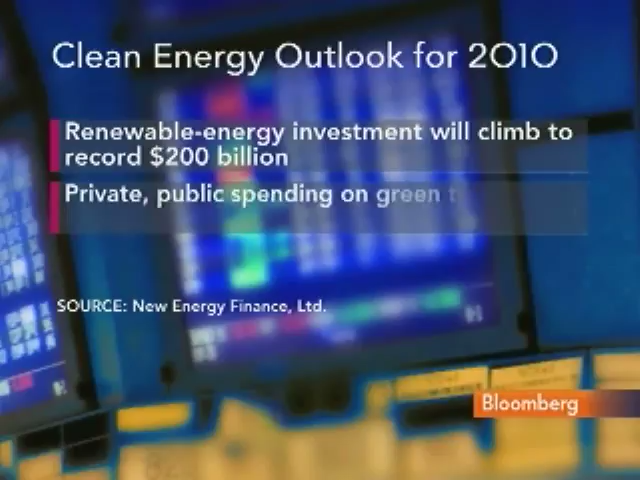 Clean Energy Outlook for 2010
Renewable-energy investment will climb to
record $200 billion
Private, public spending on green
SOURCE: New Energy Finance, Ltd.
Bloomberg